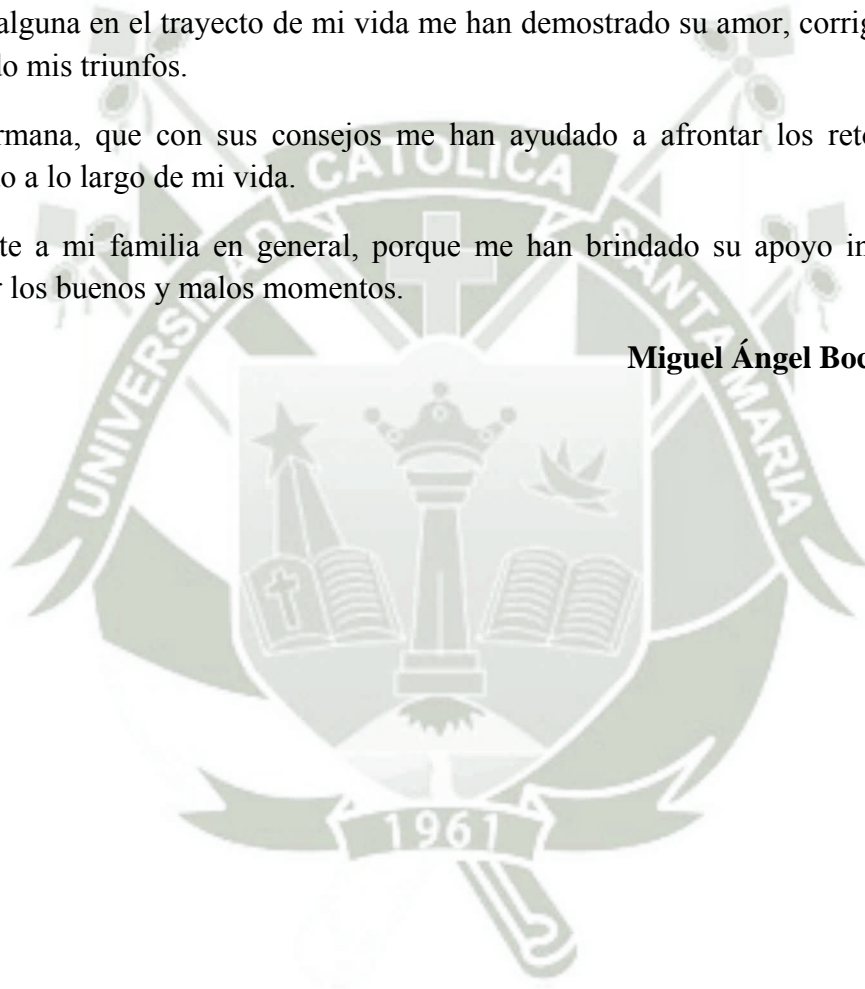 alguna en el trayecto de mi vida me han demostrado su amor, corrig
o mis triunfos.
rmana, que con sus consejos me han ayudado a afrontar los ret
o a lo largo de mi vida.
te a mi familia en general, porque me han brindado su apoyo in
r los buenos y malos momentos.
Miguel Ángel Boc
UNIVERSIDAD CATOLICA SANTA MARIA
1961